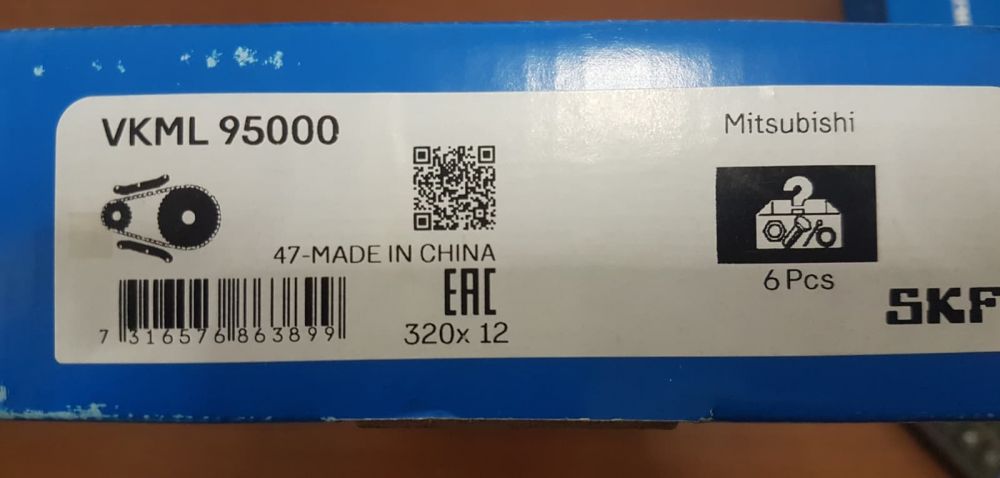 VKML 95000
Mitsubishi
47-MADE IN CHINA
EAC
6 Pcs
7 316576 863899
320x 12
SKF